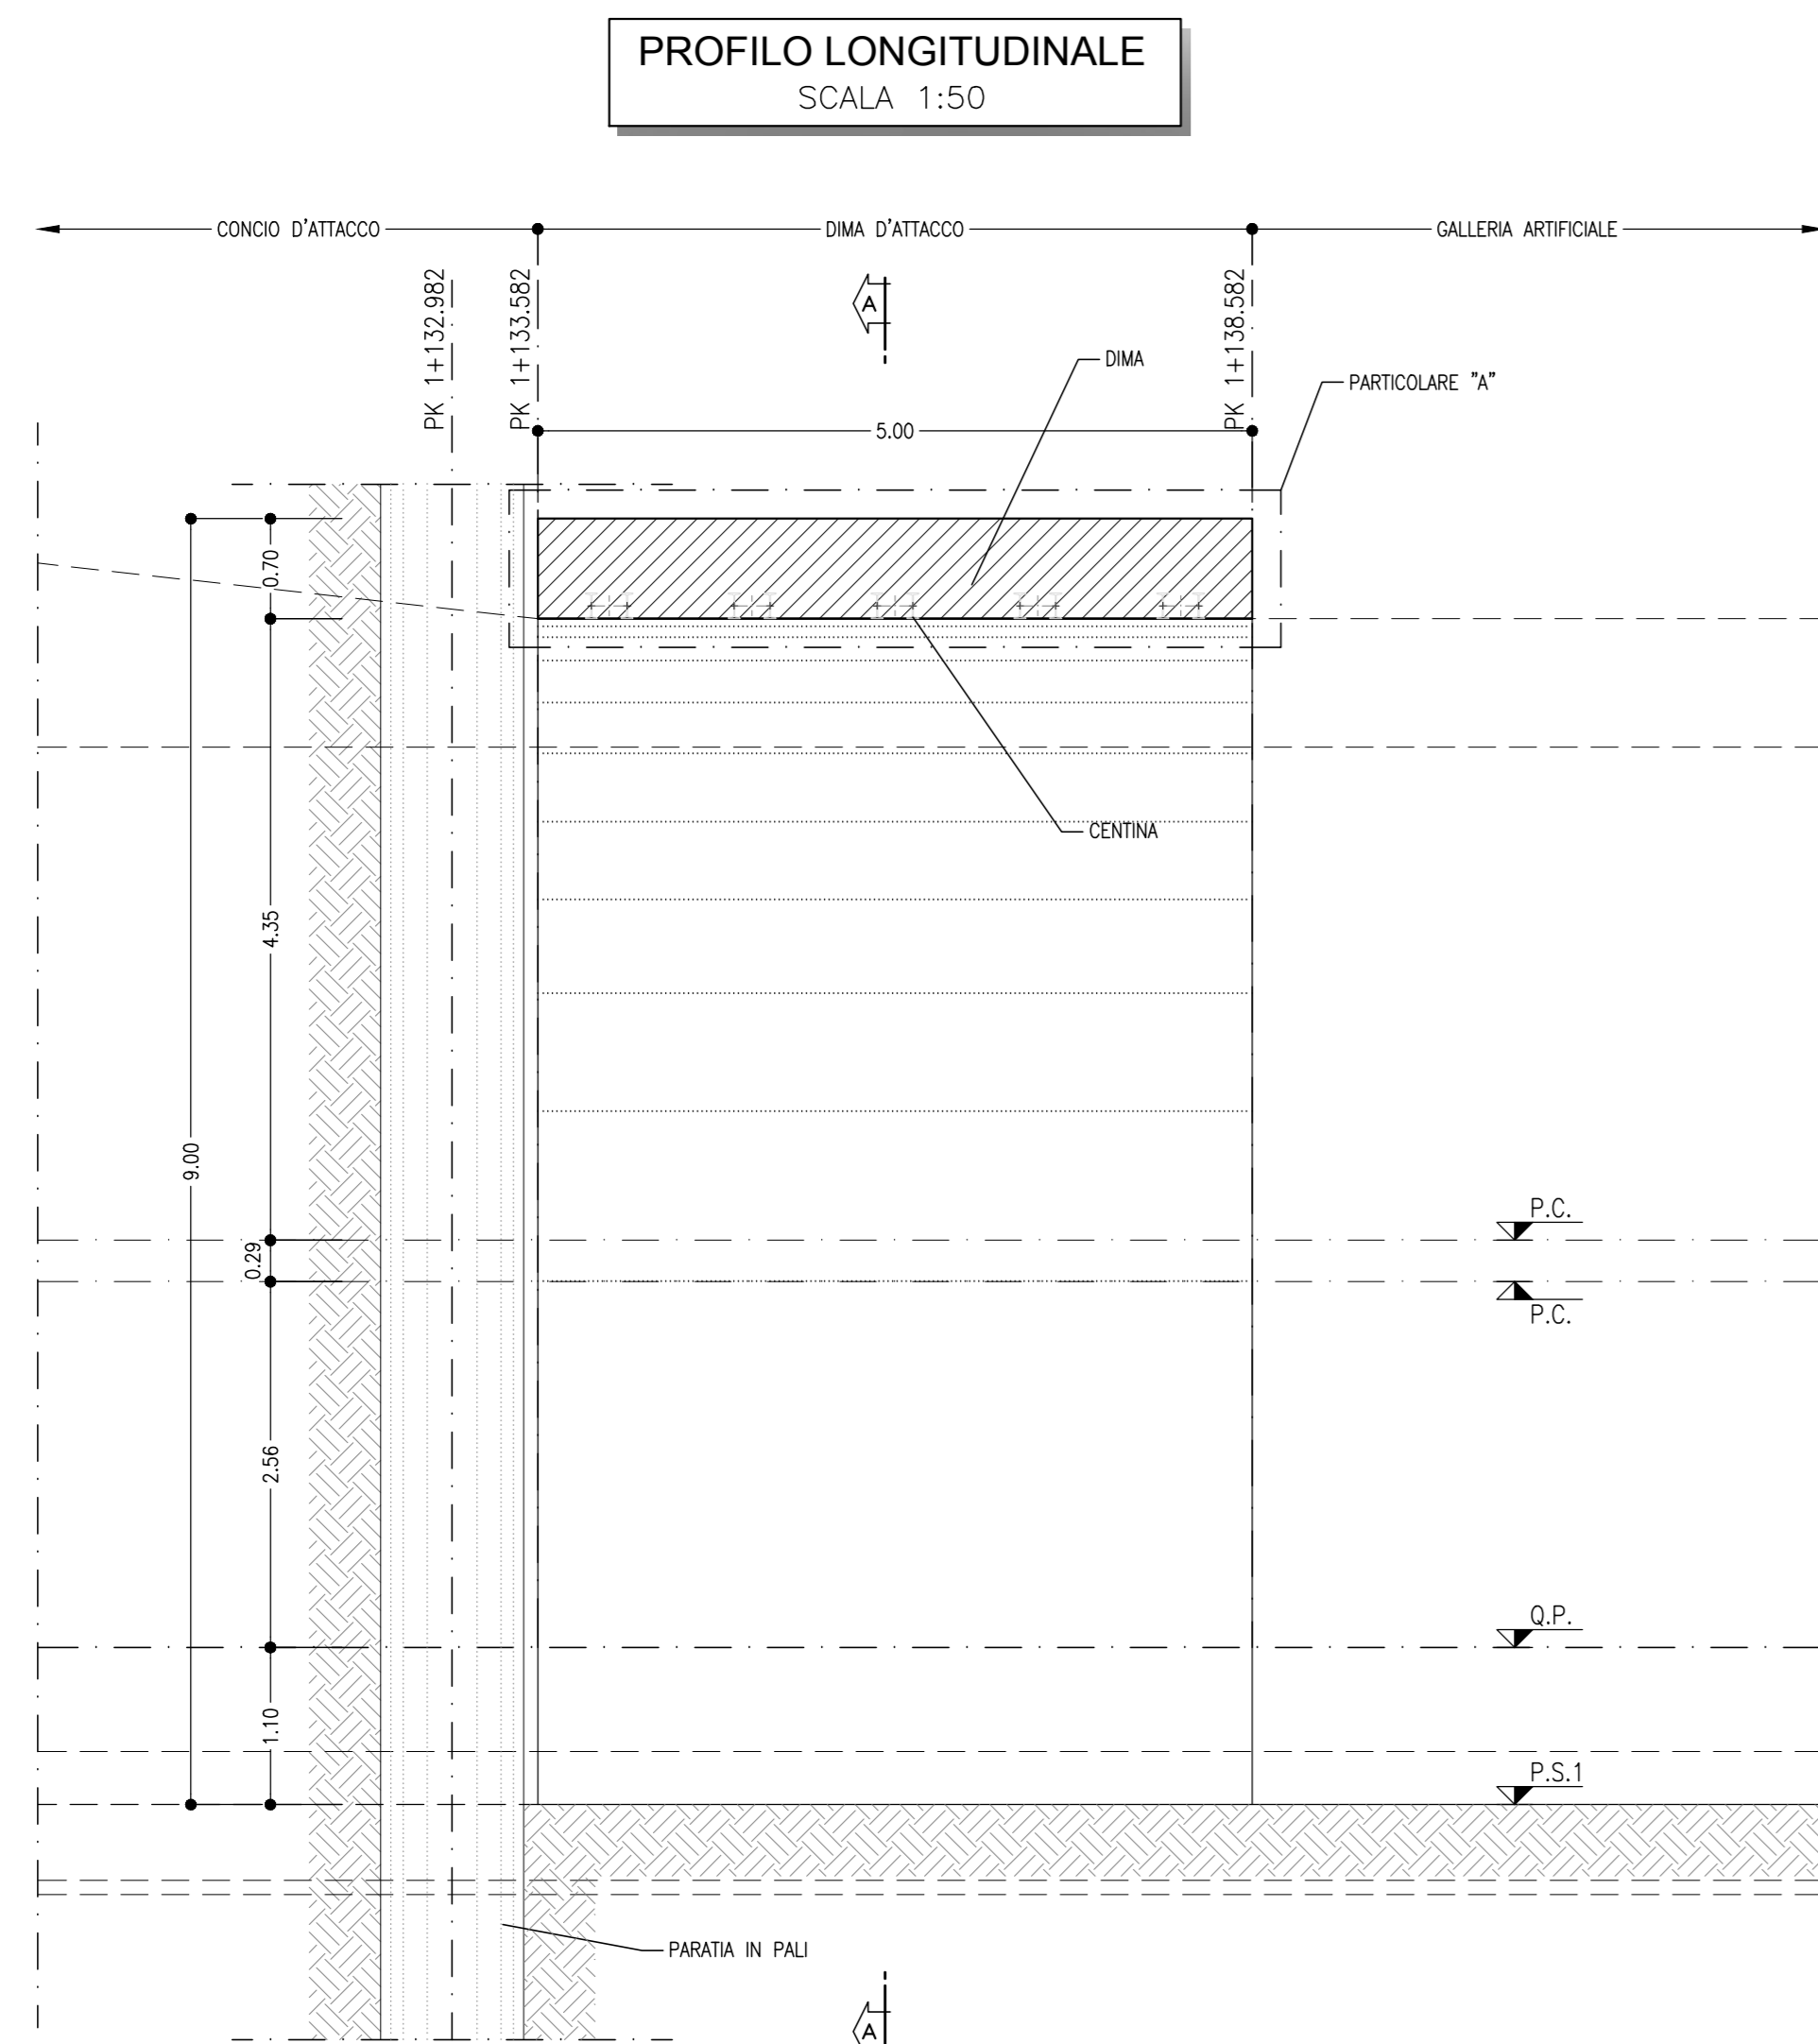 PROFILO LONGITUDINALE
SCALA 1:50
CONCIO D'ATTACCO
DIMA D'ATTACCO
GALLERIA ARTIFICIALE
PK 1+132.982
PK 1+133.582
PK 1+138.582
A
DIMA
PARTICOLARE "A"
5.00
0.70
CENTINA
4.35
9.00
P.C.
0.29
P.C.
2.56
Q.P.
1.10
P.S.1
PARATIA IN PALI
A